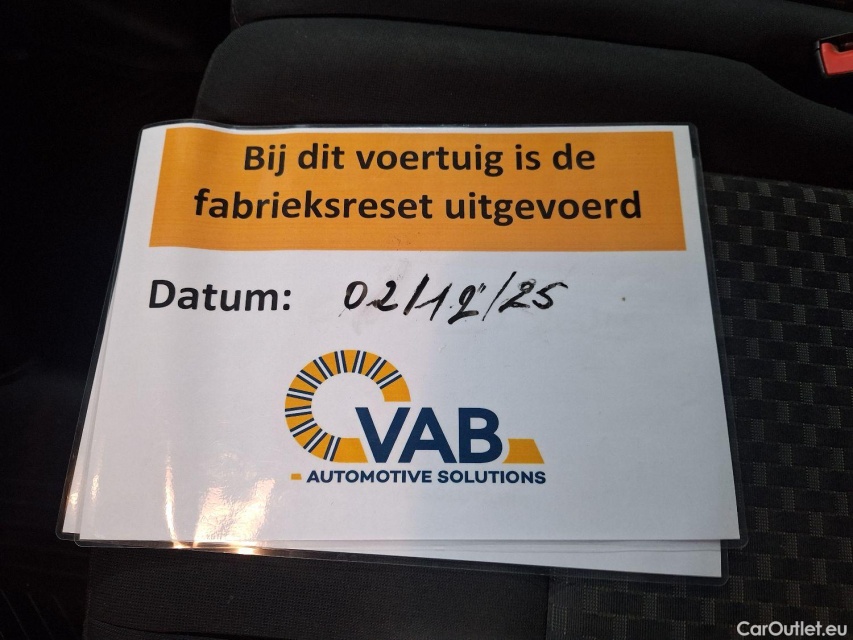 Bij dit voertuig is de
fabrieksreset uitgevoerd
Datum: 02/12/25
VAB
AUTOMOTIVE SOLUTIONS
CarOutlet.eu